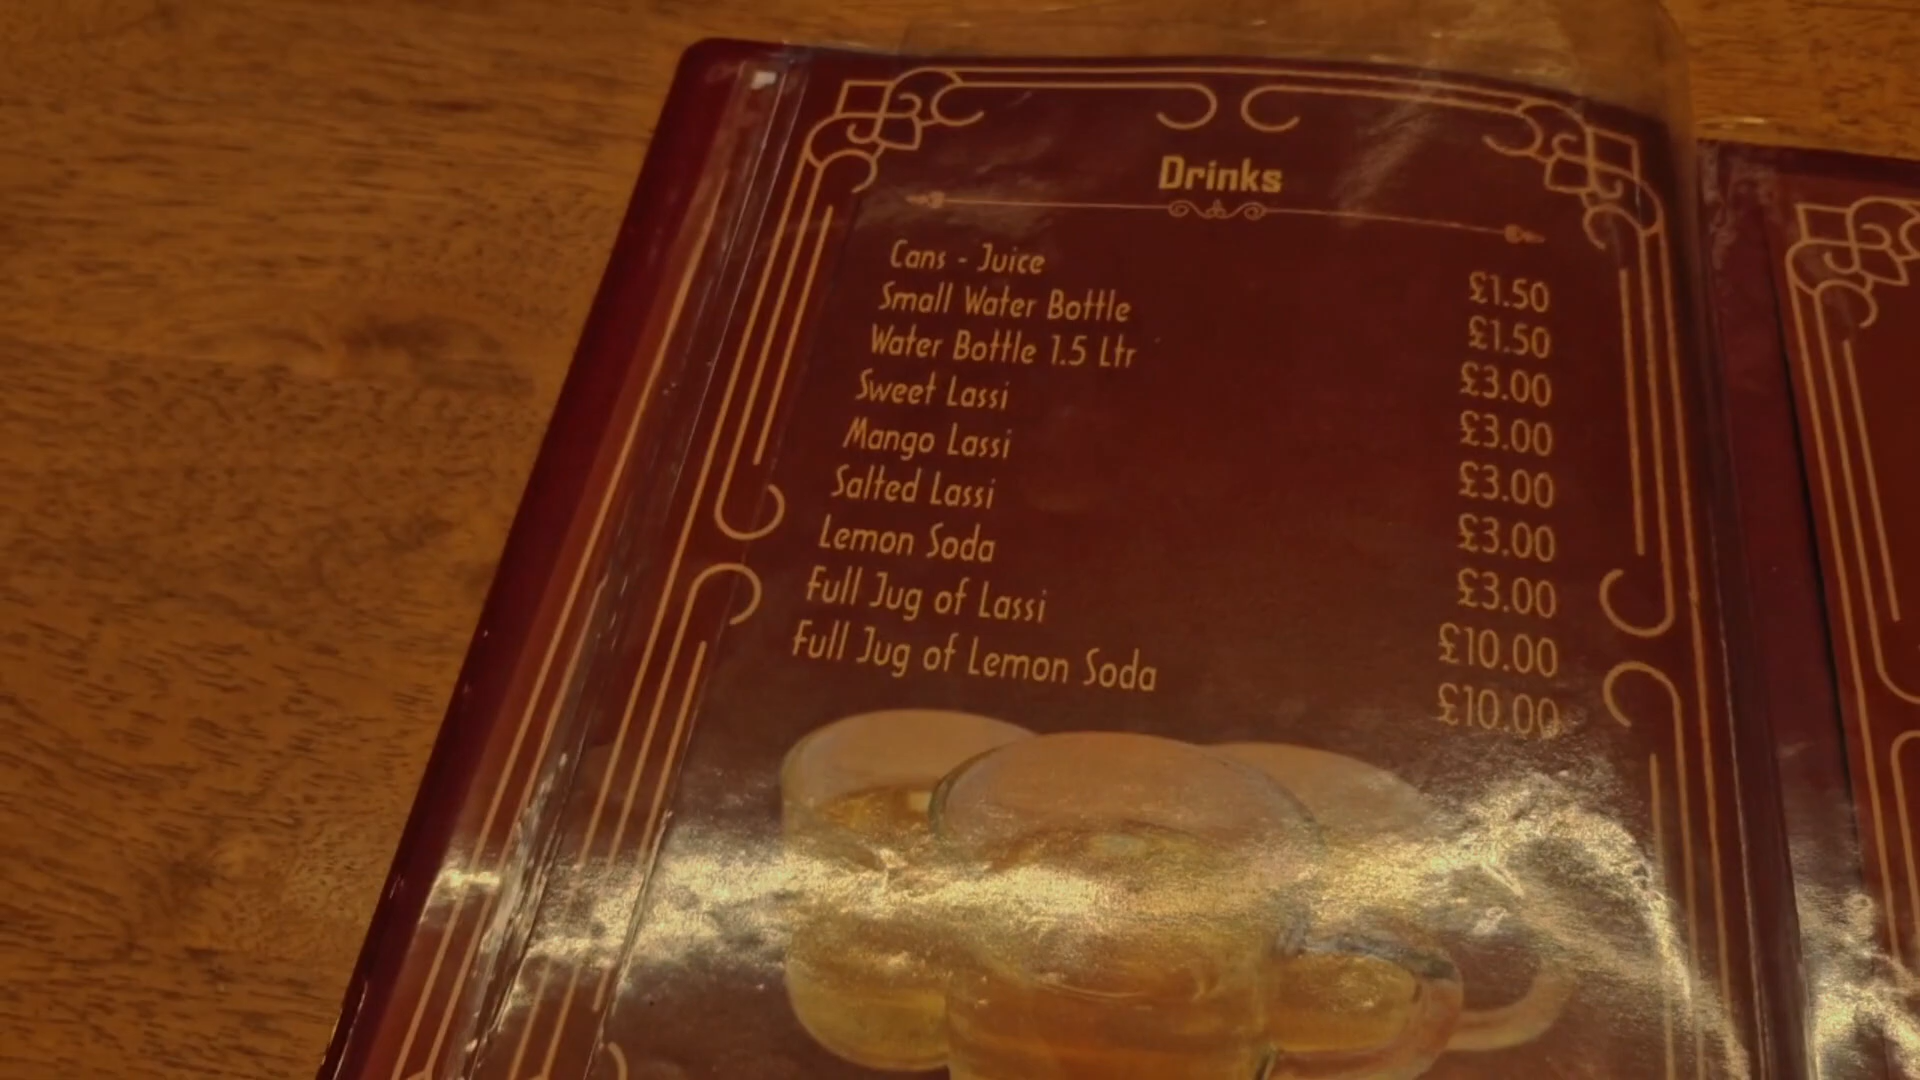 Drinks
Cans - Juice £1.50
Small Water Bottle £1.50
Water Bottle 1.5 Ltr £3.00
Sweet Lassi £3.00
Mango Lassi £3.00
Salted Lassi £3.00
Lemon Soda £3.00
Full Jug of Lassi £10.00
Full Jug of Lemon Soda £10.00